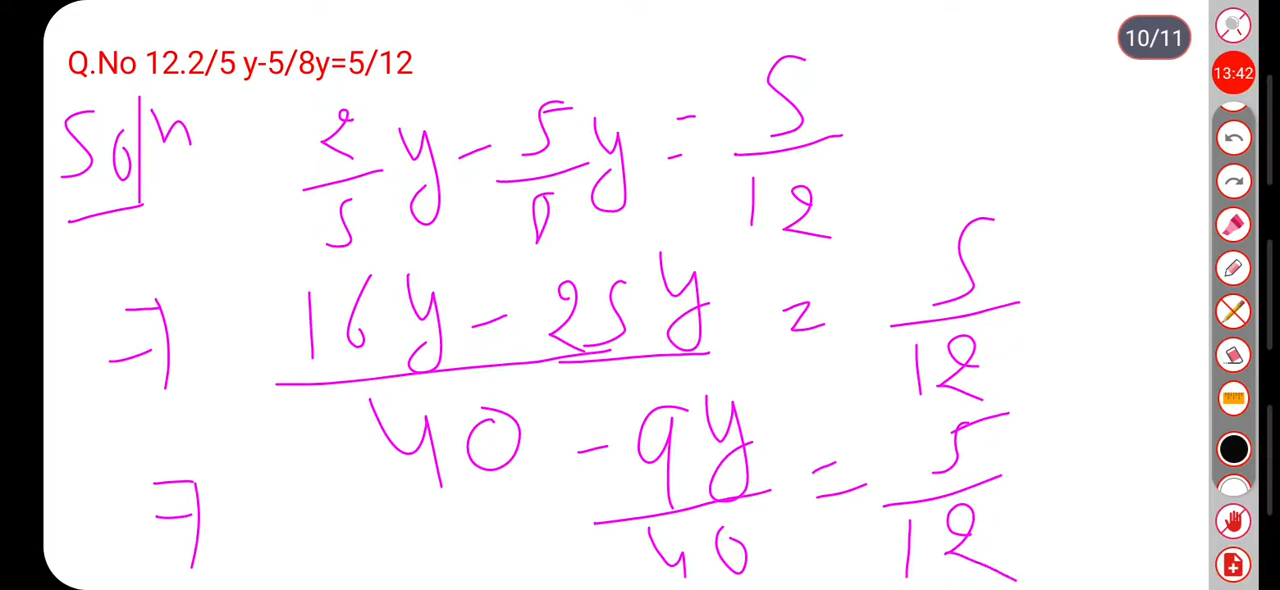 10/11
Q.No 12.2/5 y-5/8y=5/12
13:42
Soln 2/5 y - 5/8 y = 5/12
⇒ 16y - 25y / 40 = 5/12
⇒ -9y/40 = 5/12